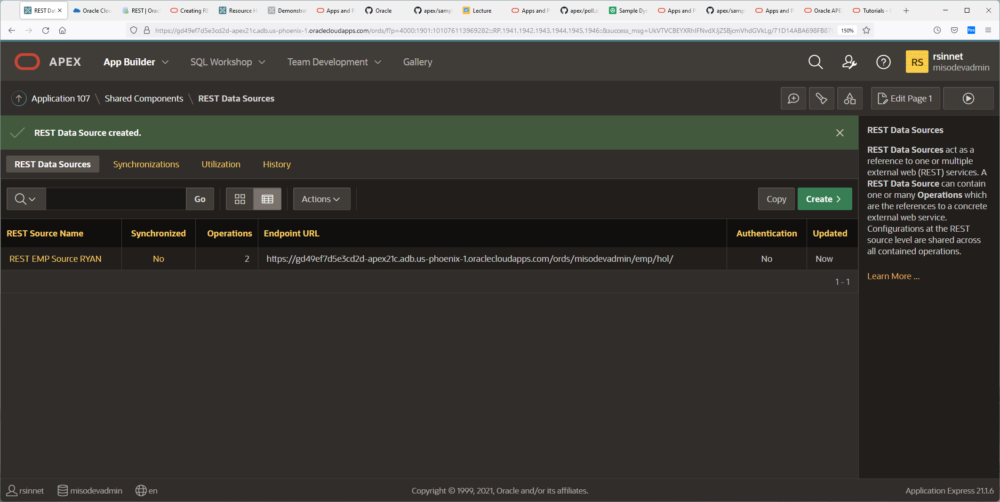 REST Dat
Oracle Clou
REST | Orac
Creating RE
Resource H
Demonstrat
Apps and P
Oracle
apex/samp
Lecture
Apps and P
apex/poll.zi
Sample Dyn
Apps and P
apex/samp
Apps and P
Oracle APE
Tutorials - 
https://gd49ef7d5e3cd2d-apex21c.adb.us-phoenix-1.oraclecloudapps.com/ords/f?p=4000:1901:101076113969282:::RP,1941,1942.1943,1944,1945,1946::&success_msg=UkVTVCBEYXRhIFNvdXJjZSBjcmVhdGVkLg/71D14ABA698FB87
150%
fos
APEX
App Builder
SQL Workshop
Team Development
Gallery
RS
rsinnet
misodevadmin
Application 107 \ Shared Components \ REST Data Sources
Edit Page 1
REST Data Source created.
REST Data Sources
Synchronizations
Utilization
History
Go
Actions
Copy
Create
REST Source Name Synchronized Operations Endpoint URL Authentication Updated
REST EMP Source RYAN No 2 https://gd49ef7d5e3cd2d-apex21c.adb.us-phoenix-1.oraclecloudapps.com/ords/misodevadmin/emp/hol/ No Now
1 - 1
REST Data Sources
REST Data Sources act as a
reference to one or multiple
external web (REST) services. A
REST Data Source can contain
one or many Operations which
are the references to a concrete
external web service.
Configurations at the REST
source level are shared across
all contained operations.
Learn More ...
rsinnet
misodevadmin
en
Copyright © 1999, 2021, Oracle and/or its affiliates.
Application Express 21.1.6